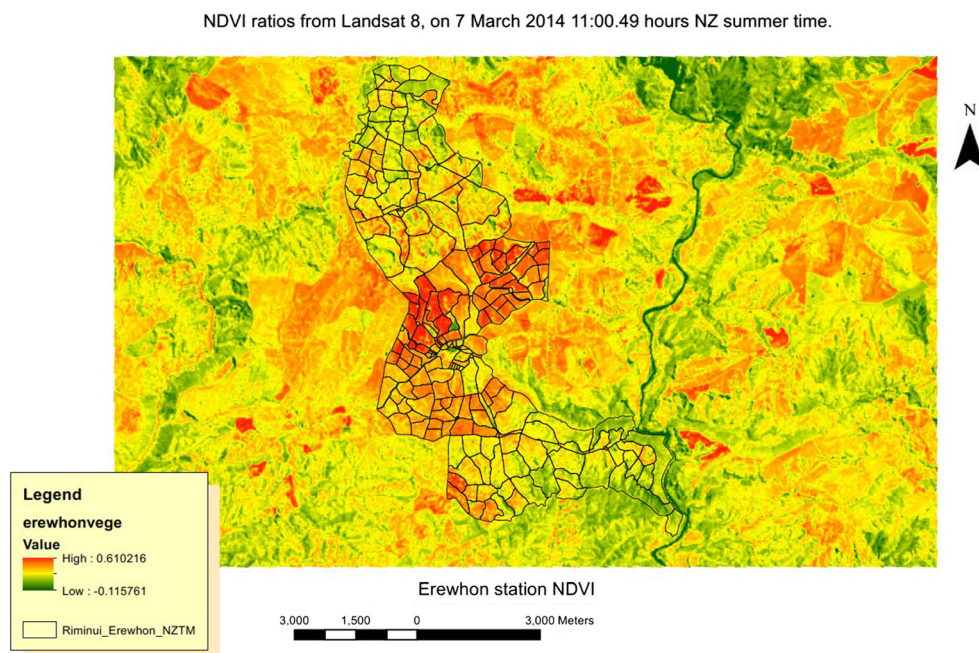 NDVI ratios from Landsat 8, on 7 March 2014 11:00.49 hours NZ summer time.
N
Legend
erewhonvege
Value
High : 0.610216
Low : -0.115761
Riminui_Erewhon_NZTM
Erewhon station NDVI
3,000 1,500 0 3,000 Meters